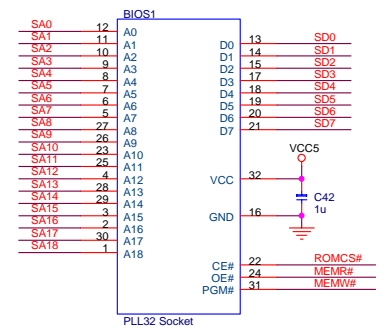 BIOS1
SA0 12 A0 D0 13 SD0
SA1 11 A1 D1 14 SD1
SA2 10 A2 D2 15 SD2
SA3 9 A3 D3 17 SD3
SA4 8 A4 D4 18 SD4
SA5 7 A5 D5 19 SD5
SA6 6 A6 D6 20 SD6
SA7 5 A7 D7 21 SD7
SA8 27 A8
SA9 26 A9
SA10 23 A10
SA11 25 A11
SA12 4 A12
SA13 28 A13
SA14 29 A14
SA15 3 A15
SA16 2 A16
SA17 30 A17
SA18 1 A18
VCC5
VCC 32
C42
1u
GND 16
CE# 22 ROMCS#
OE# 24 MEMR#
PGM# 31 MEMW#
PLL32 Socket